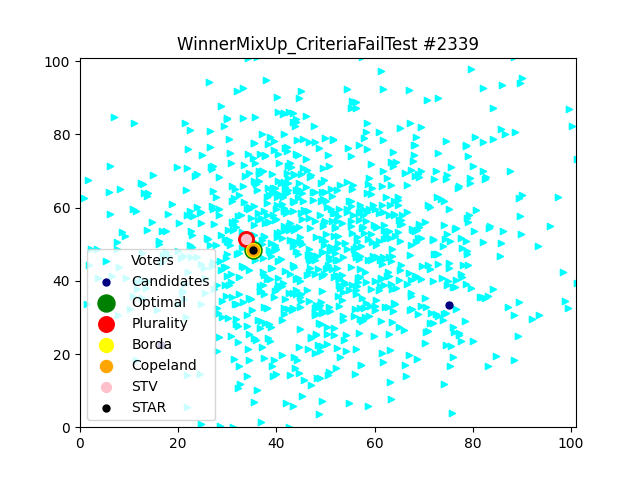 WinnerMixUp_CriteriaFailTest #2339
100
80
60
40
20
0
Voters
Candidates
Optimal
Plurality
Borda
Copeland
STV
STAR
0 20 40 60 80 100